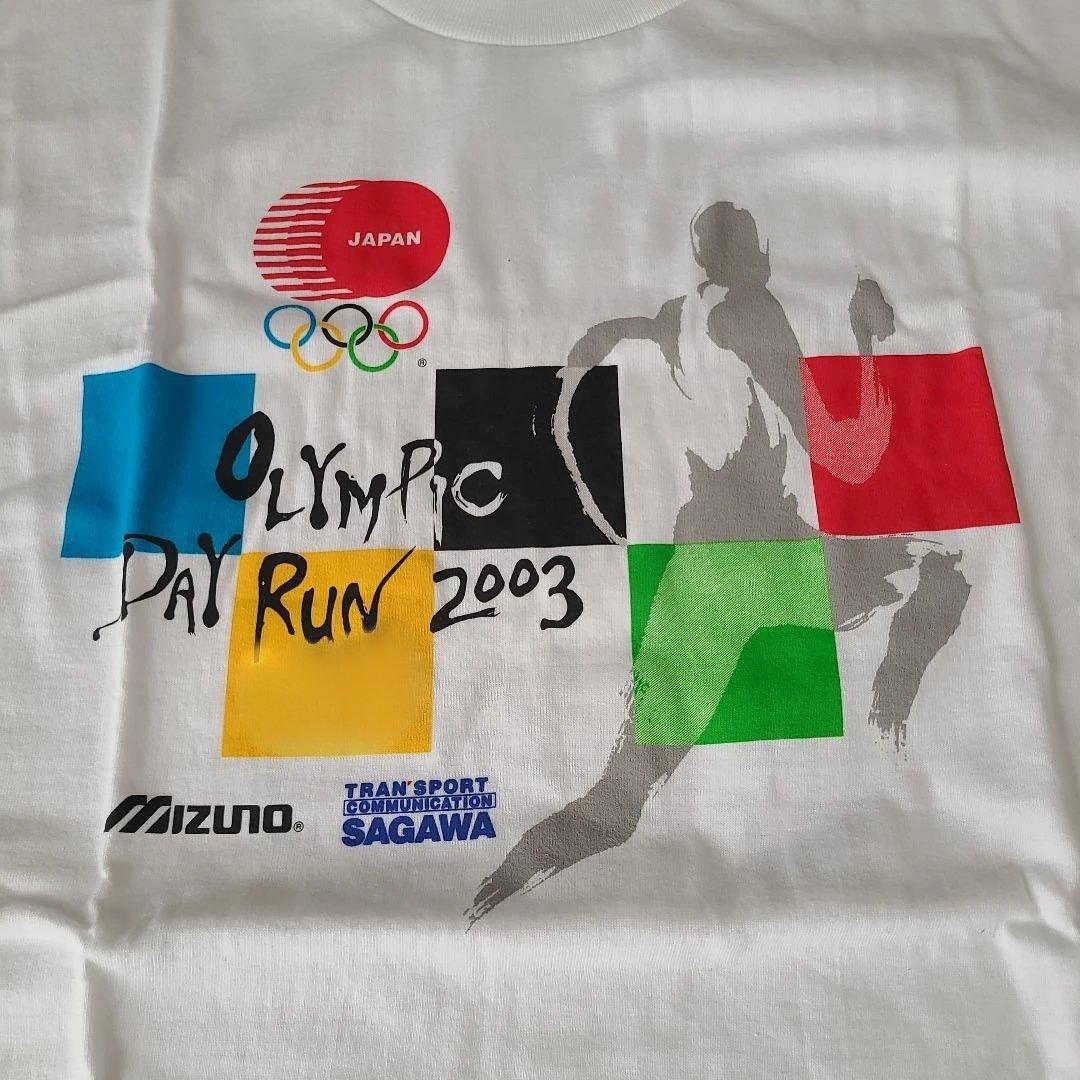 JAPAN
®
OLYMPIC
DAY RUN 2003
MIZUNO®
TRAN'SPORT
COMMUNICATION
SAGAWA